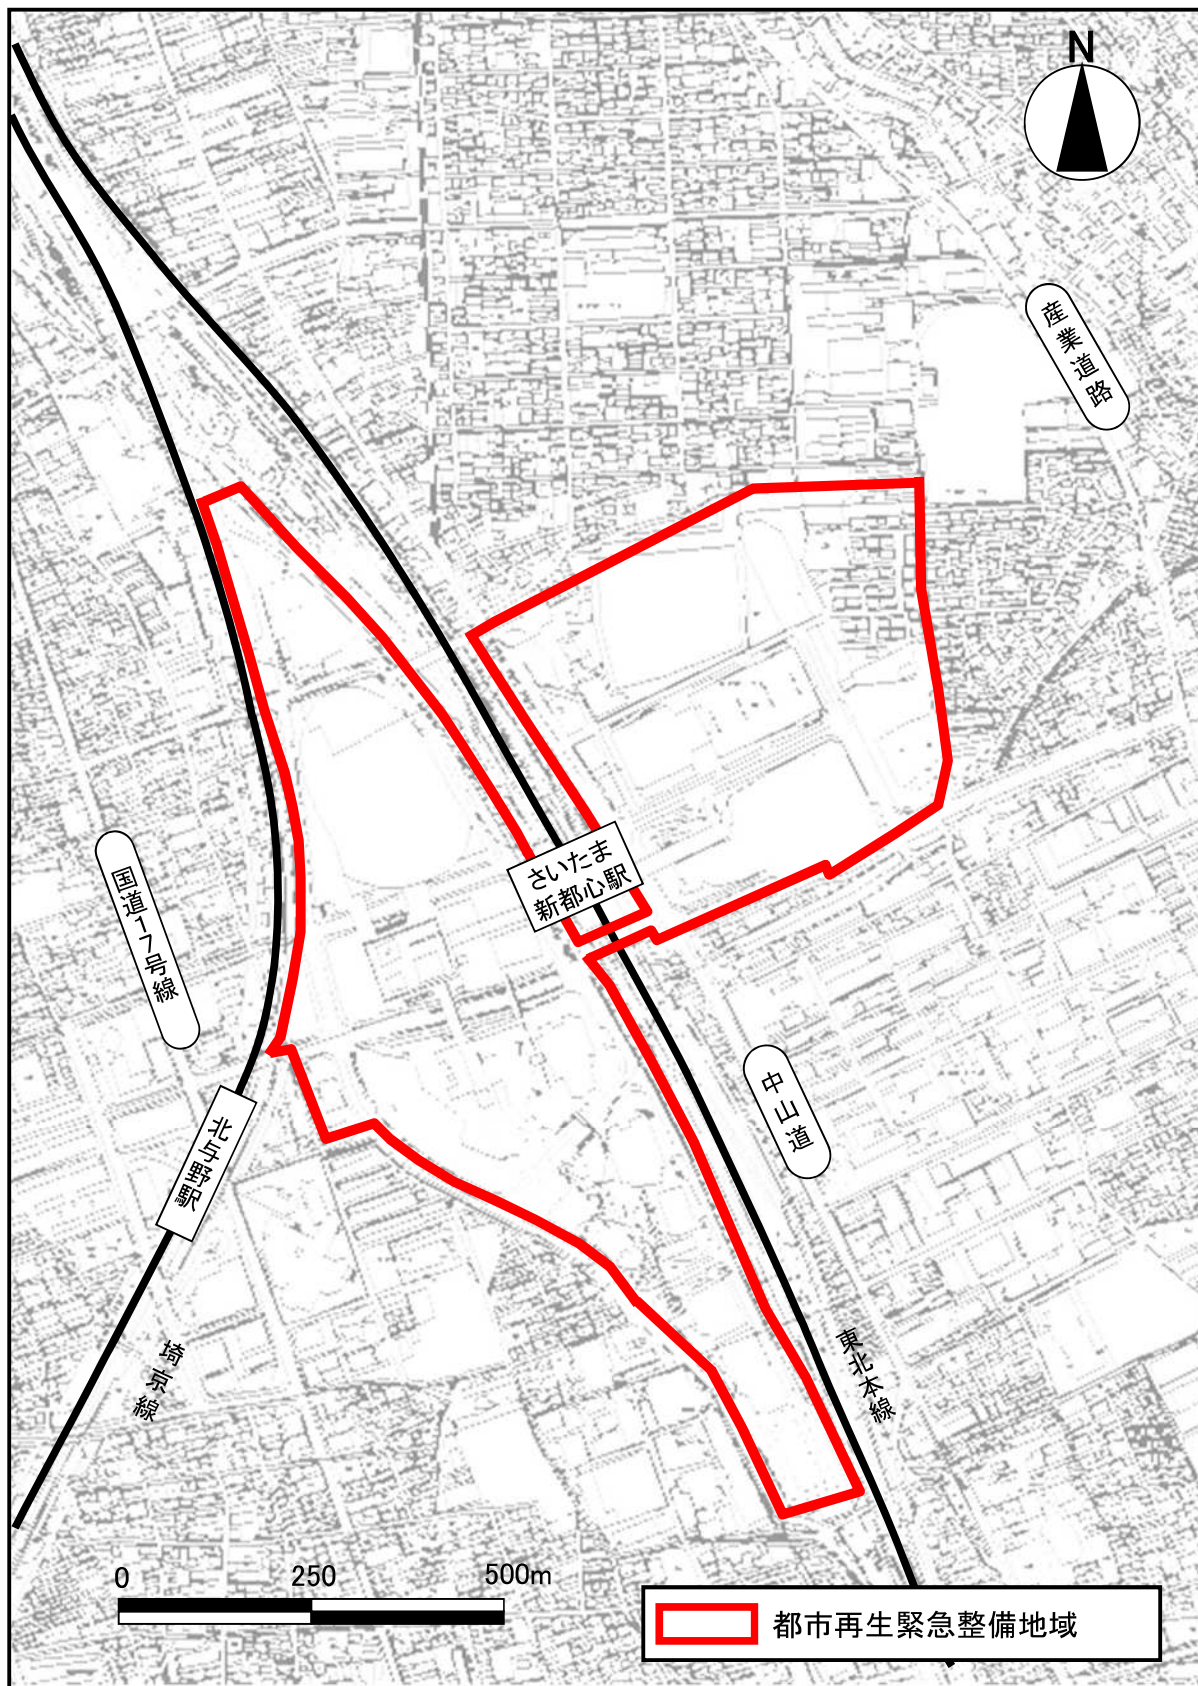 N
産業道路
さいたま
新都心駅
国道17号線
中山道
北与野駅
埼京線
東北本線
0 250 500m
都市再生緊急整備地域